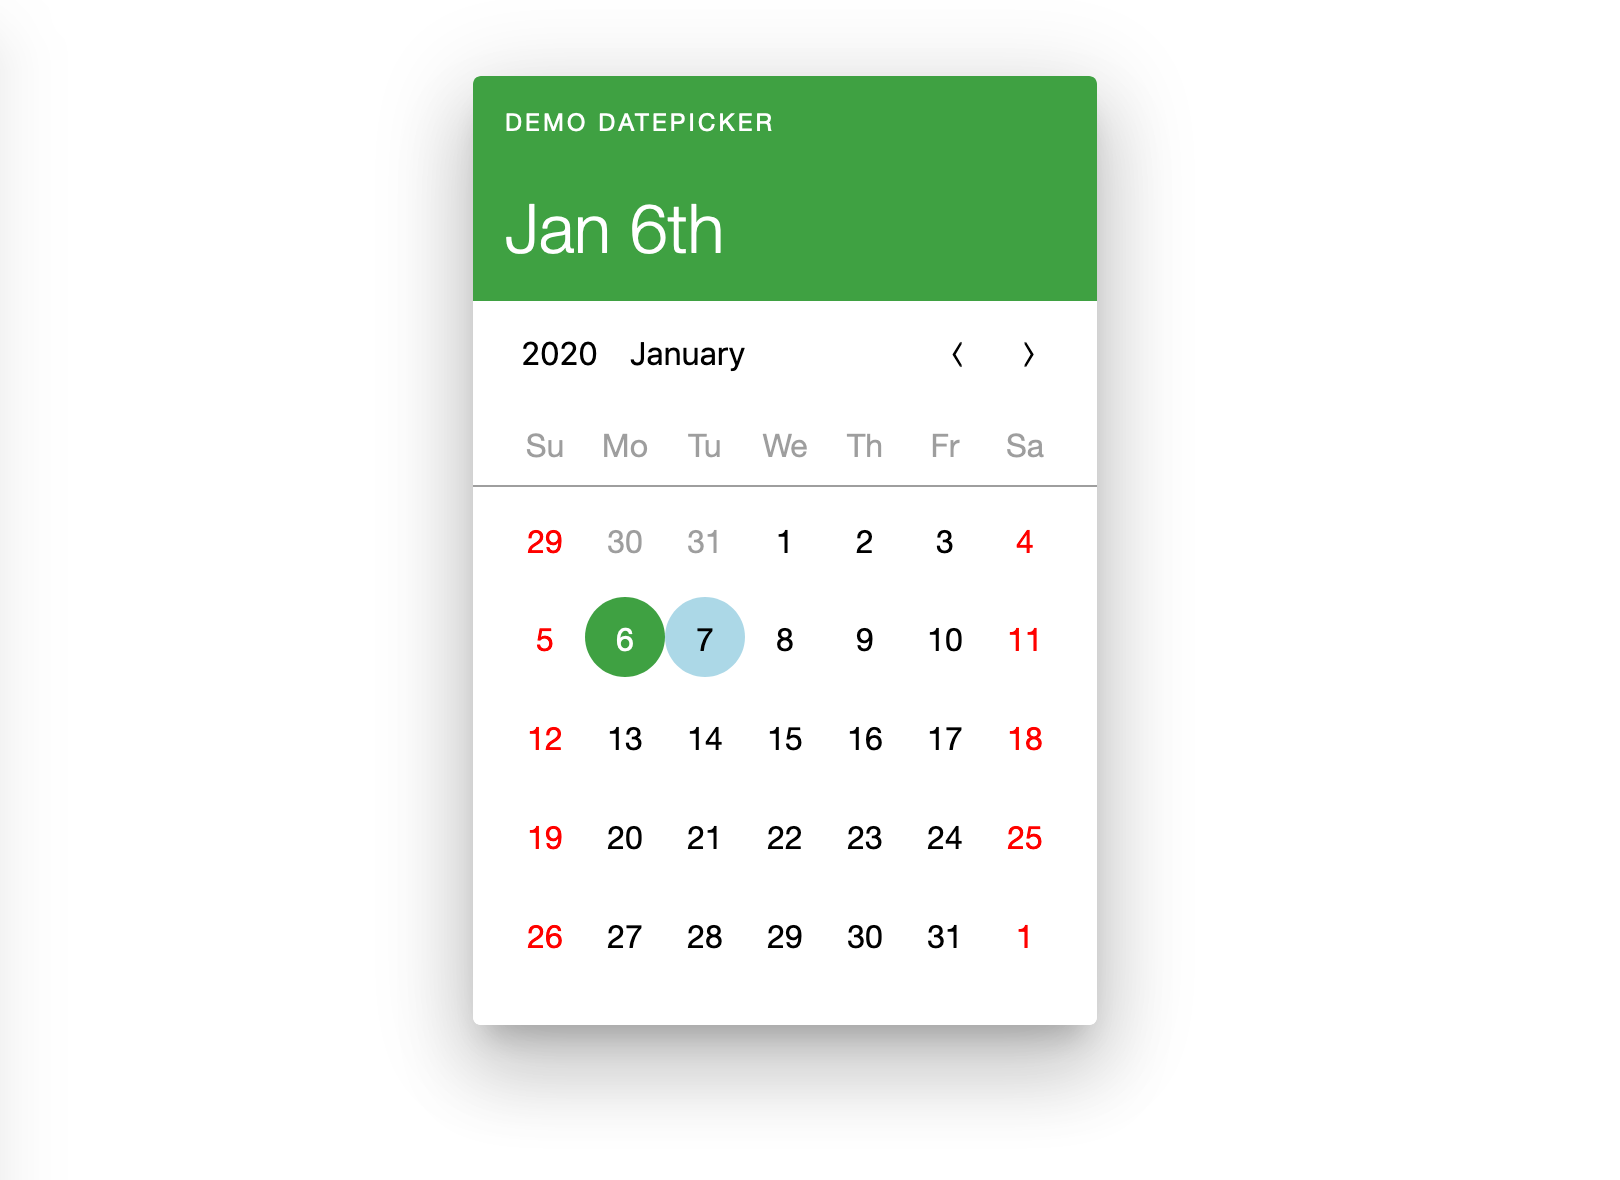 DEMO DATEPICKER
Jan 6th
2020 January
Su Mo Tu We Th Fr Sa
29 30 31 1 2 3 4
5 6 7 8 9 10 11
12 13 14 15 16 17 18
19 20 21 22 23 24 25
26 27 28 29 30 31 1